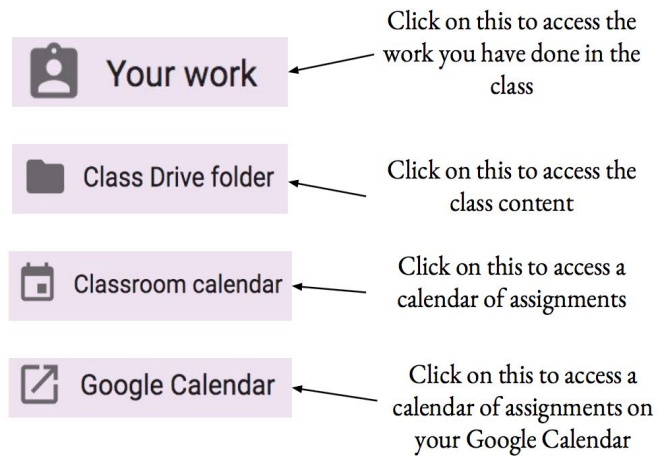 Your work
Click on this to access the
work you have done in the
class
Class Drive folder
Click on this to access the
class content
Classroom calendar
Click on this to access a
calendar of assignments
Google Calendar
Click on this to access a
calendar of assignments on
your Google Calendar